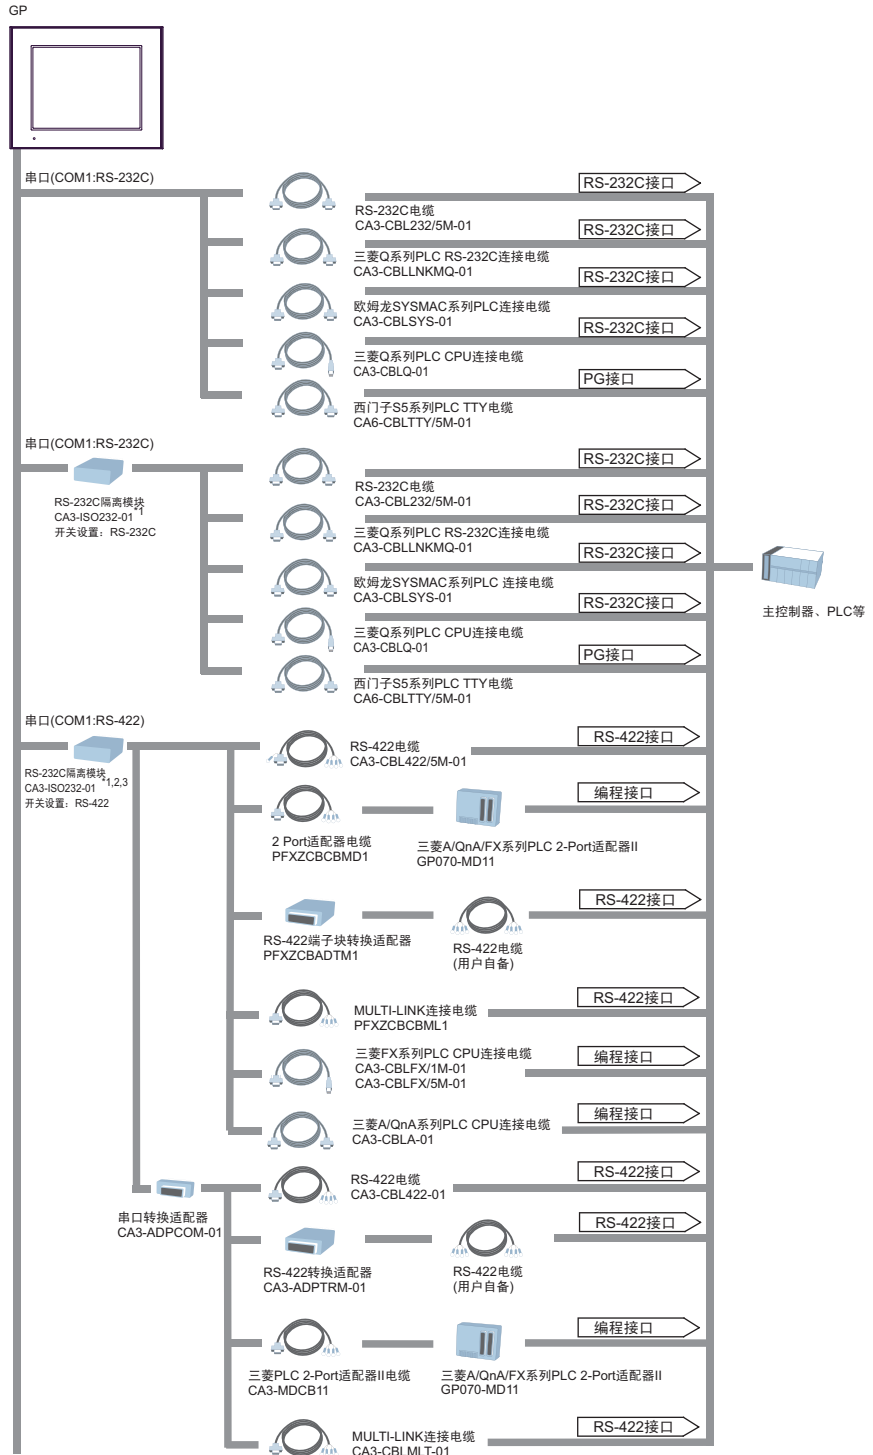 GP
串口(COM1:RS-232C)
RS-232C接口
RS-232C电缆
CA3-CBL232/5M-01
RS-232C接口
三菱Q系列PLC RS-232C连接电缆
CA3-CBLLNKMQ-01
RS-232C接口
欧姆龙SYSMAC系列PLC连接电缆
CA3-CBLSYS-01
RS-232C接口
三菱Q系列PLC CPU连接电缆
CA3-CBLQ-01
PG接口
西门子S5系列PLC TTY电缆
CA6-CBLTTY/5M-01
串口(COM1:RS-232C)
RS-232C隔离模块
CA3-ISO232-01 *1
开关设置：RS-232C
RS-232C接口
RS-232C电缆
CA3-CBL232/5M-01
RS-232C接口
三菱Q系列PLC RS-232C连接电缆
CA3-CBLLNKMQ-01
RS-232C接口
欧姆龙SYSMAC系列PLC 连接电缆
CA3-CBLSYS-01
RS-232C接口
三菱Q系列PLC CPU连接电缆
CA3-CBLQ-01
PG接口
西门子S5系列PLC TTY电缆
CA6-CBLTTY/5M-01
主控制器、PLC等
串口(COM1:RS-422)
RS-232C隔离模块
CA3-ISO232-01 *1,2,3
开关设置：RS-422
RS-422接口
RS-422电缆
CA3-CBL422/5M-01
编程接口
2 Port适配器电缆
PFXZCBCBMD1
三菱A/QnA/FX系列PLC 2-Port适配器II
GP070-MD11
RS-422接口
RS-422端子块转换适配器
PFXZCBADTM1
RS-422电缆
(用户自备)
RS-422接口
MULTI-LINK连接电缆
PFXZCBCBML1
编程接口
三菱FX系列PLC CPU连接电缆
CA3-CBLFX/1M-01
CA3-CBLFX/5M-01
编程接口
三菱A/QnA系列PLC CPU连接电缆
CA3-CBLA-01
串口转换适配器
CA3-ADPCOM-01
RS-422接口
RS-422电缆
CA3-CBL422-01
RS-422接口
RS-422转换适配器
CA3-ADPTRM-01
RS-422电缆
(用户自备)
编程接口
三菱PLC 2-Port适配器II电缆
CA3-MDCB11
三菱A/QnA/FX系列PLC 2-Port适配器II
GP070-MD11
RS-422接口
MULTI-LINK连接电缆
CA3-CBLMLT-01